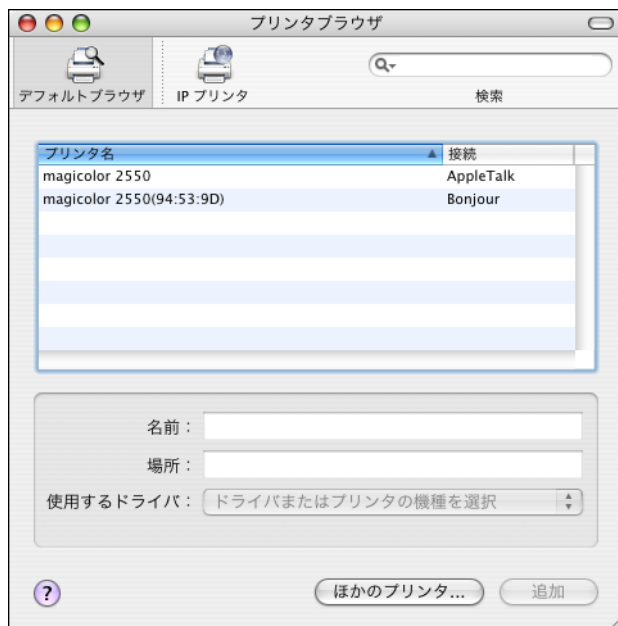 プリンタブラウザ
デフォルトブラウザ IP プリンタ 検索
プリンタ名 接続
magicolor 2550 AppleTalk
magicolor 2550(94:53:9D) Bonjour
名前：
場所：
使用するドライバ： ドライバまたはプリンタの機種を選択
? ほかのプリンタ... 追加